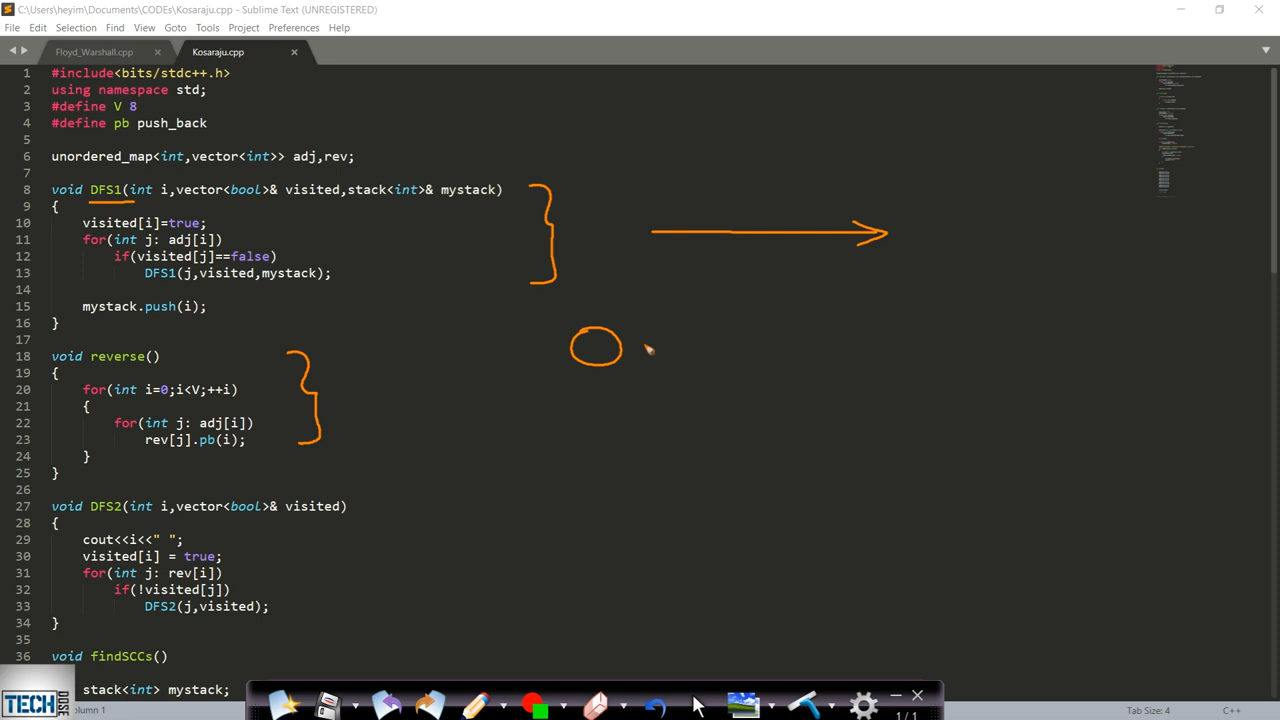 C:\Users\heyim\Documents\CODEs\Kosaraju.cpp - Sublime Text (UNREGISTERED)
File Edit Selection Find View Goto Tools Project Preferences Help
Floyd_Warshall.cpp × Kosaraju.cpp ×
1 #include<bits/stdc++.h>
2 using namespace std;
3 #define V 8
4 #define pb push_back
5
6 unordered_map<int,vector<int>> adj,rev;
7
8 void DFS1(int i,vector<bool>& visited,stack<int>& mystack)
9 {
10 visited[i]=true;
11 for(int j: adj[i])
12 if(visited[j]==false)
13 DFS1(j,visited,mystack);
14
15 mystack.push(i);
16 }
17
18 void reverse()
19 {
20 for(int i=0;i<V;++i)
21 {
22 for(int j: adj[i])
23 rev[j].pb(i);
24 }
25 }
26
27 void DFS2(int i,vector<bool>& visited)
28 {
29 cout<<i<<" ";
30 visited[i] = true;
31 for(int j: rev[i])
32 if(!visited[j])
33 DFS2(j,visited);
34 }
35
36 void findSCCs()
stack<int> mystack;
TECH DOSE
Column 1
1/1
Tab Size: 4 C++